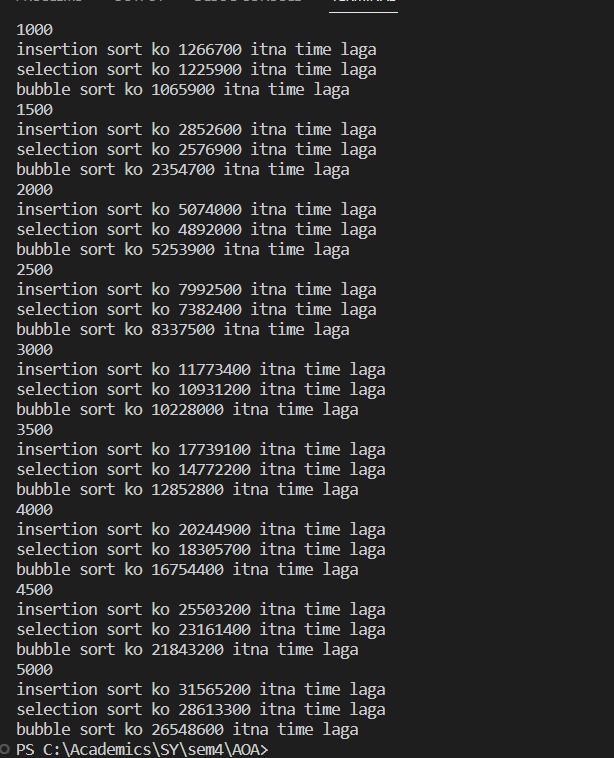 TERMINAL
1000
insertion sort ko 1266700 itna time laga
selection sort ko 1225900 itna time laga
bubble sort ko 1065900 itna time laga
1500
insertion sort ko 2852600 itna time laga
selection sort ko 2576900 itna time laga
bubble sort ko 2354700 itna time laga
2000
insertion sort ko 5074000 itna time laga
selection sort ko 4892000 itna time laga
bubble sort ko 5253900 itna time laga
2500
insertion sort ko 7992500 itna time laga
selection sort ko 7382400 itna time laga
bubble sort ko 8337500 itna time laga
3000
insertion sort ko 11773400 itna time laga
selection sort ko 10931200 itna time laga
bubble sort ko 10228000 itna time laga
3500
insertion sort ko 17739100 itna time laga
selection sort ko 14772200 itna time laga
bubble sort ko 12852800 itna time laga
4000
insertion sort ko 20244900 itna time laga
selection sort ko 18305700 itna time laga
bubble sort ko 16754400 itna time laga
4500
insertion sort ko 25503200 itna time laga
selection sort ko 23161400 itna time laga
bubble sort ko 21843200 itna time laga
5000
insertion sort ko 31565200 itna time laga
selection sort ko 28613300 itna time laga
bubble sort ko 26548600 itna time laga
PS C:\Academics\SY\sem4\AOA>